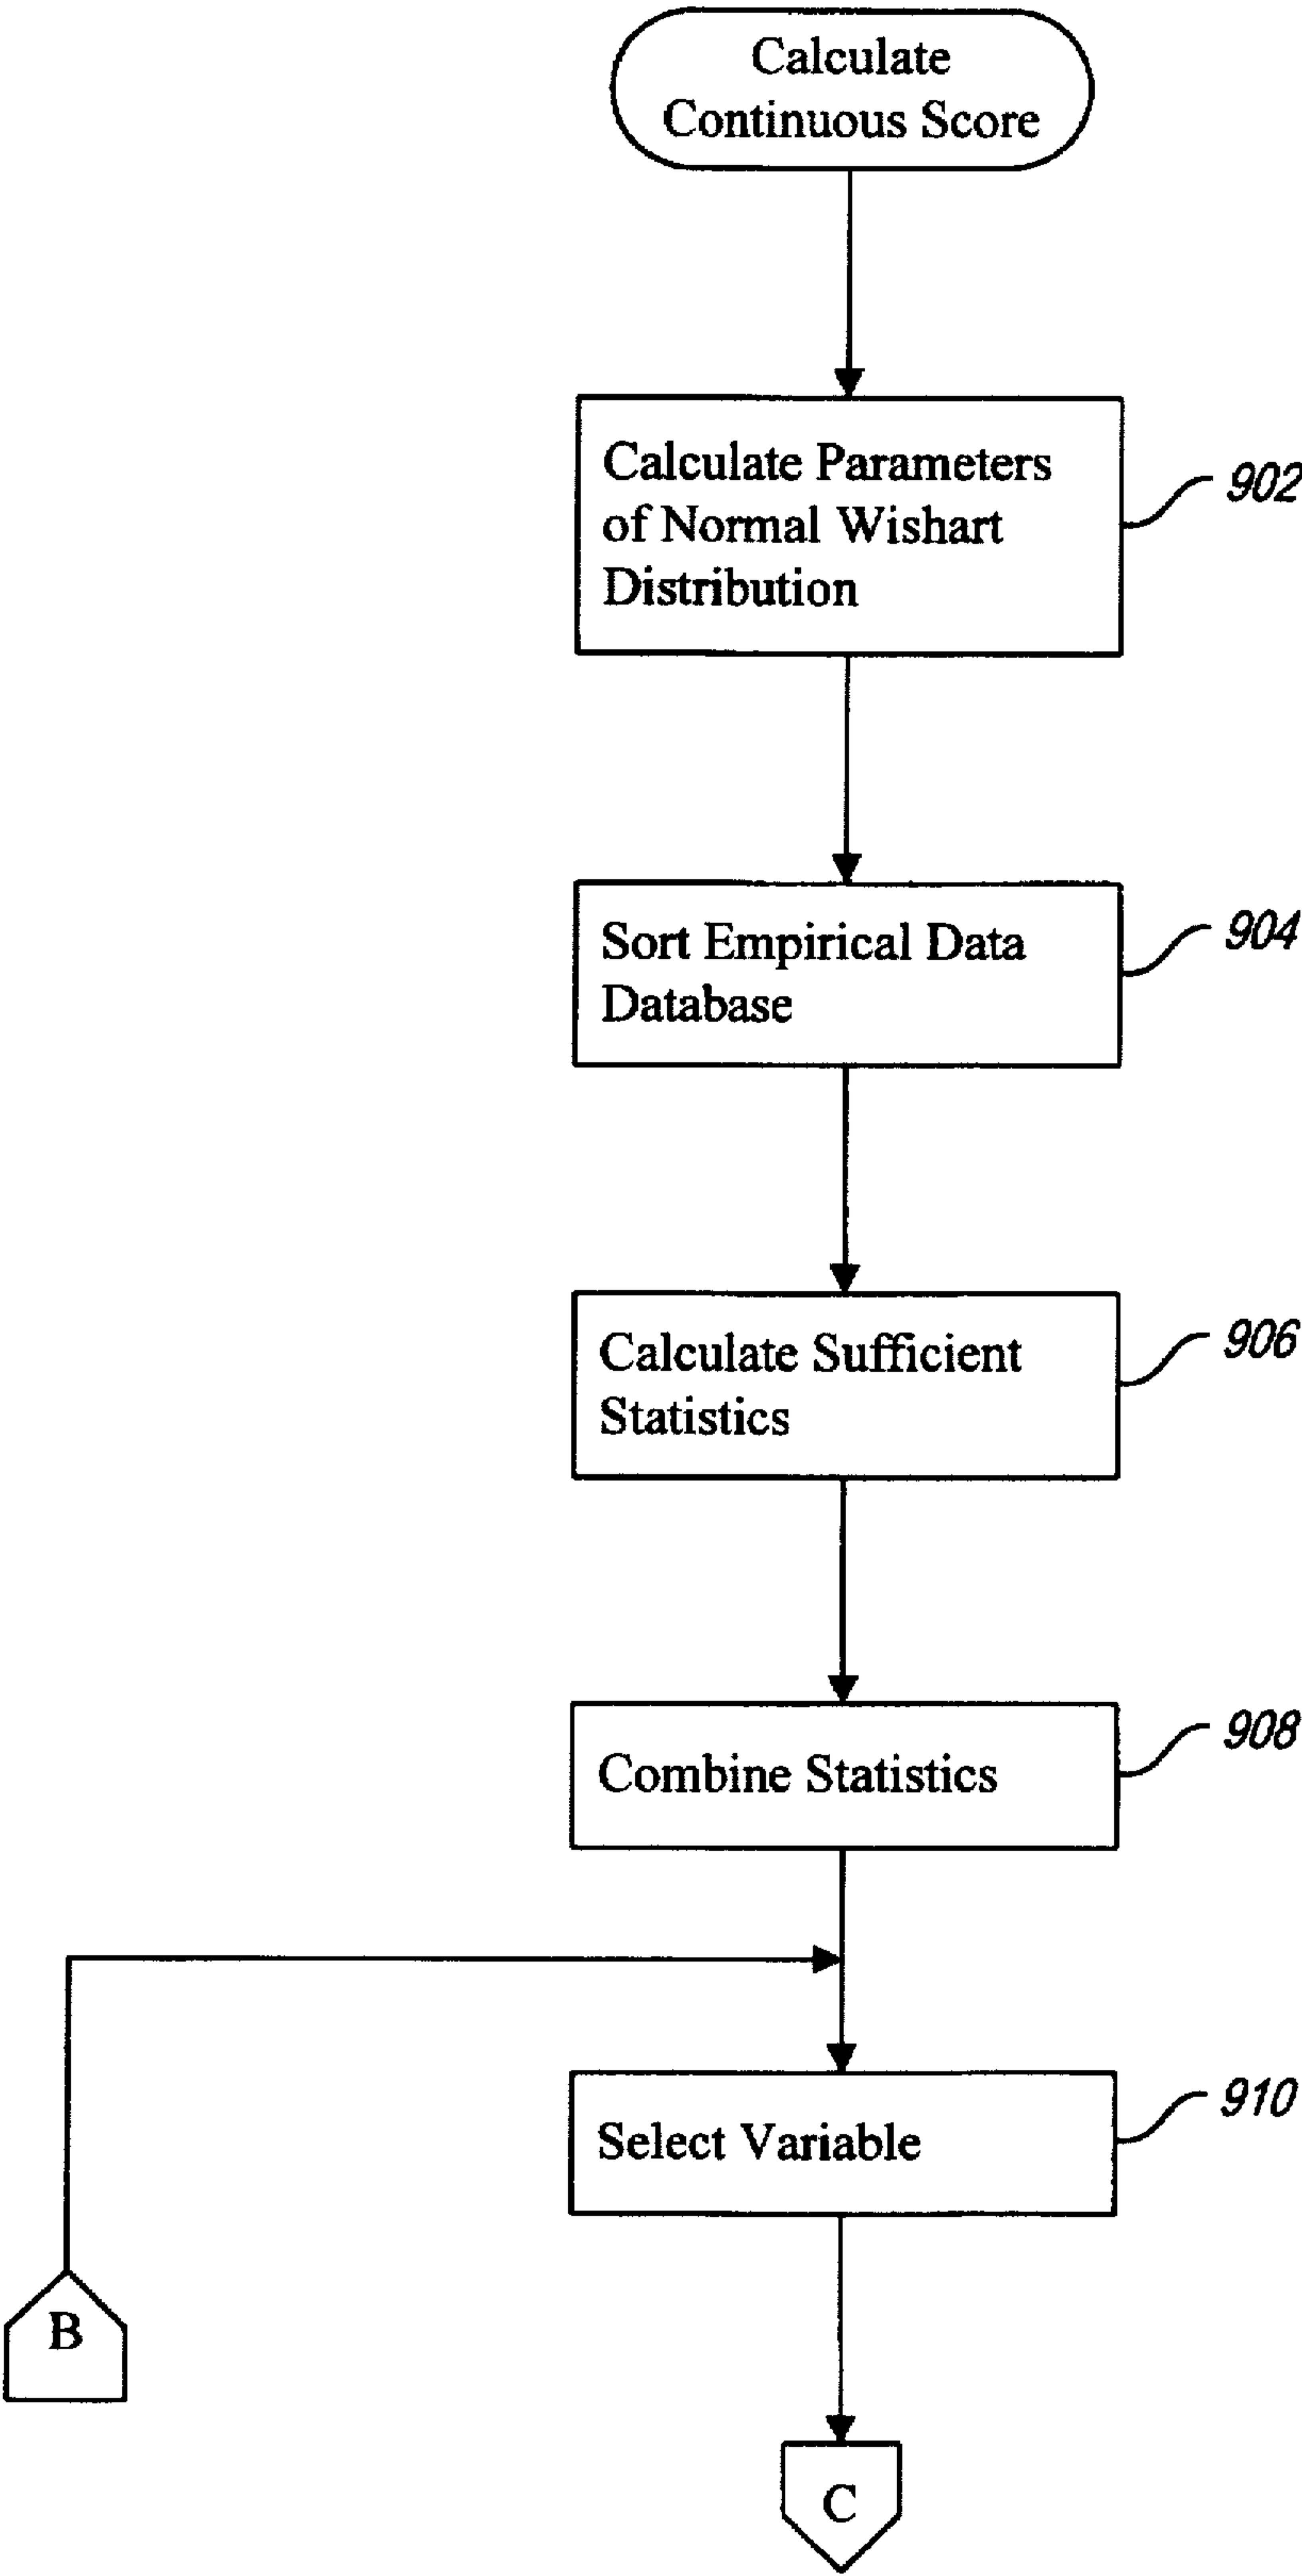 Calculate
Continuous Score
Calculate Parameters
of Normal Wishart
Distribution
902
Sort Empirical Data
Database
904
Calculate Sufficient
Statistics
906
Combine Statistics
908
Select Variable
910
B
C